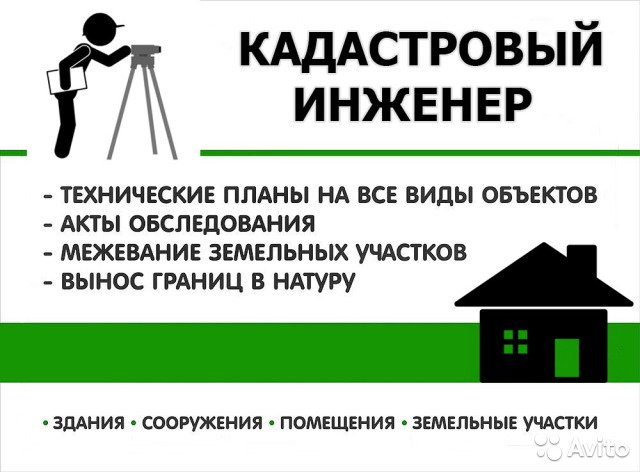 КАДАСТРОВЫЙ
ИНЖЕНЕР
- ТЕХНИЧЕСКИЕ ПЛАНЫ НА ВСЕ ВИДЫ ОБЪЕКТОВ
- АКТЫ ОБСЛЕДОВАНИЯ
- МЕЖЕВАНИЕ ЗЕМЕЛЬНЫХ УЧАСТКОВ
- ВЫНОС ГРАНИЦ В НАТУРУ
• ЗДАНИЯ • СООРУЖЕНИЯ • ПОМЕЩЕНИЯ • ЗЕМЕЛЬНЫЕ УЧАСТКИ
Avito